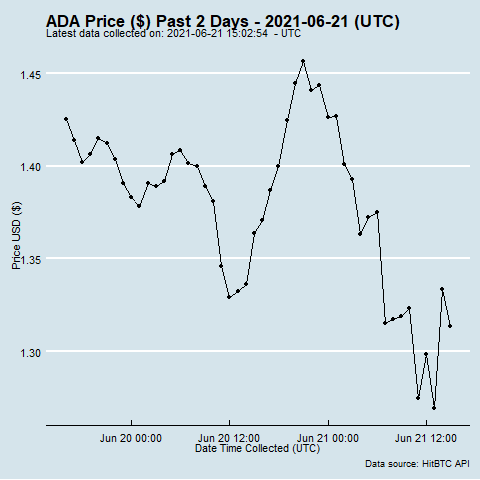 ADA Price ($) Past 2 Days - 2021-06-21 (UTC)
Latest data collected on: 2021-06-21 15:02:54  - UTC
Price USD ($)
1.45
1.40
1.35
1.30
Jun 20 00:00 Jun 20 12:00 Jun 21 00:00 Jun 21 12:00
Date Time Collected (UTC)
Data source: HitBTC API